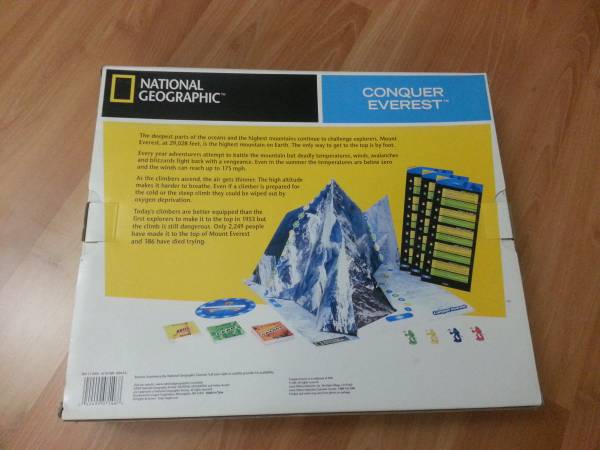 NATIONAL
GEOGRAPHIC™
CONQUER
EVEREST™
The deepest parts of the oceans and the highest mountains continue to challenge explorers. Mount
Everest, at 29,028 feet, is the highest mountain on Earth. The only way to get to the top is by foot.
Every year adventurers attempt to battle the mountain but deadly temperatures, winds, avalanches
and blizzards fight back with a vengeance. Even in the summer the temperatures are below zero
and the winds can reach up to 175 mph.
As the climbers ascend, the air gets thinner. The high altitude
makes it harder to breathe. Even if a climber is prepared for
the cold or the steep climb they could be wiped out by
oxygen deprivation.
Today's climbers are better equipped than the
first explorers to make it to the top in 1953 but
the climb is still dangerous. Only 2,249 people
have made it to the top of Mount Everest
and 186 have died trying.
Conquer Everest